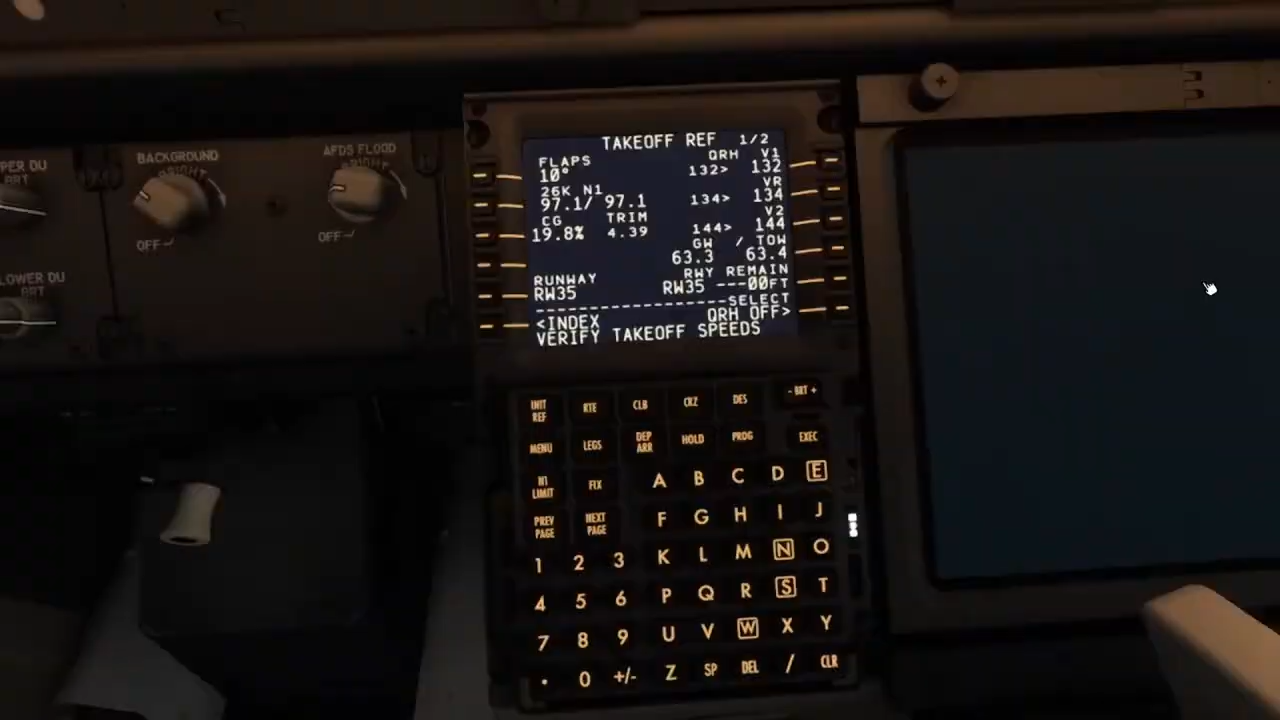 PER DU
BRT
BACKGROUND
BRIGHT
OFF
AFDS FLOOD
BRIGHT
OFF
LOWER DU
BRT
TAKEOFF REF 1/2
FLAPS QRH V1
10° 132> 132
26K N1 VR
97.1/ 97.1 134> 134
CG TRIM V2
19.8% 4.39 144> 144
GW / TOW
63.3 63.4
RUNWAY RWY REMAIN
RW35 RW35 ---00FT
--------------------SELECT
<INDEX QRH OFF>
VERIFY TAKEOFF SPEEDS
INIT REF RTE CLB CRZ DES - BRT +
MENU LEGS DEP ARR HOLD PROG EXEC
N1 LIMIT FIX A B C D E
PREV PAGE NEXT PAGE F G H I J
1 2 3 K L M N O
4 5 6 P Q R S T
7 8 9 U V W X Y
. 0 +/- Z SP DEL / CLR